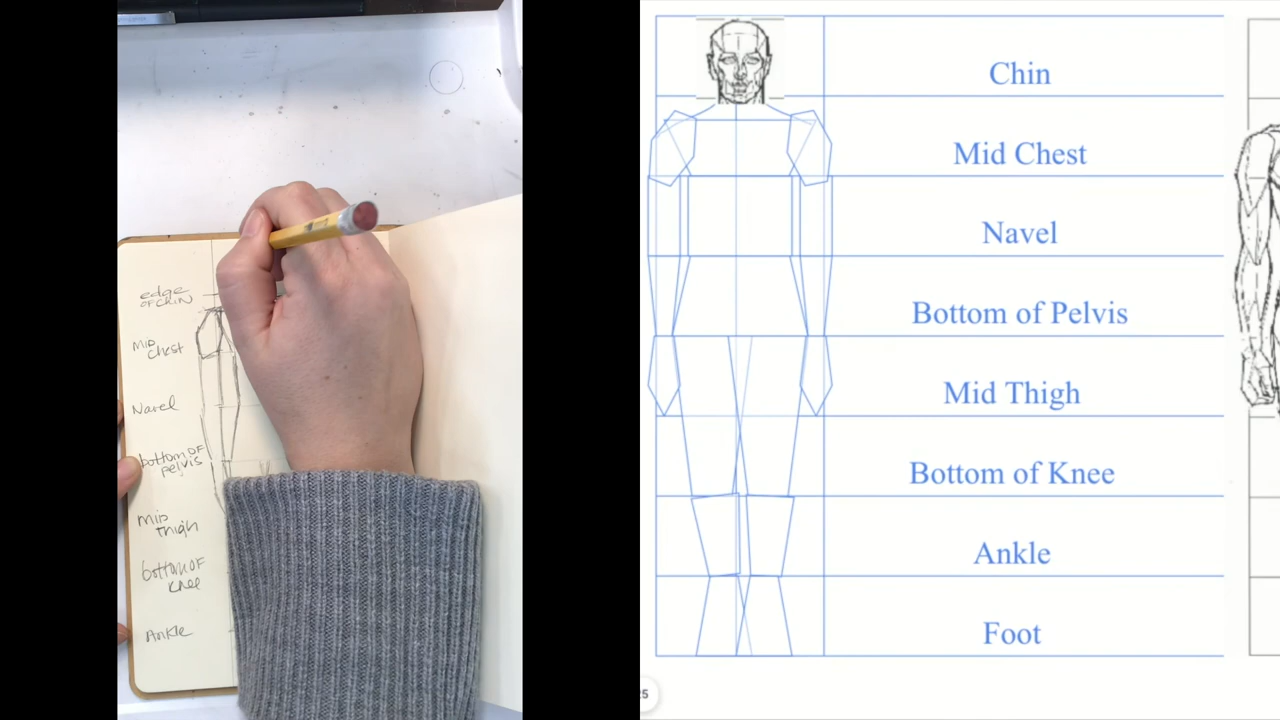 edge
OF CHIN
MID
Chest
Navel
bottom OF
pelvis
MID
thigh
bottom OF
knee
Ankle
Chin
Mid Chest
Navel
Bottom of Pelvis
Mid Thigh
Bottom of Knee
Ankle
Foot
25